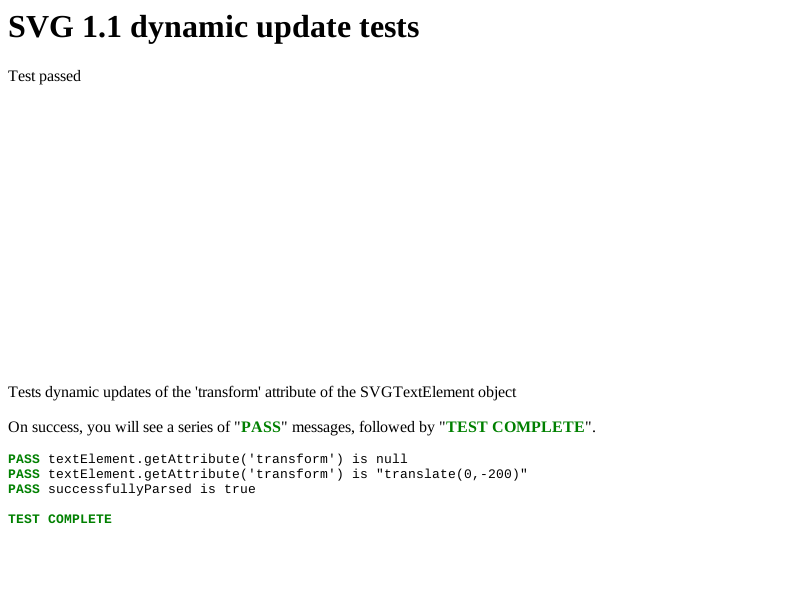 SVG 1.1 dynamic update tests
Test passed
Tests dynamic updates of the 'transform' attribute of the SVGTextElement object
On success, you will see a series of "PASS" messages, followed by "TEST COMPLETE".
PASS textElement.getAttribute('transform') is null
PASS textElement.getAttribute('transform') is "translate(0,-200)"
PASS successfullyParsed is true
TEST COMPLETE